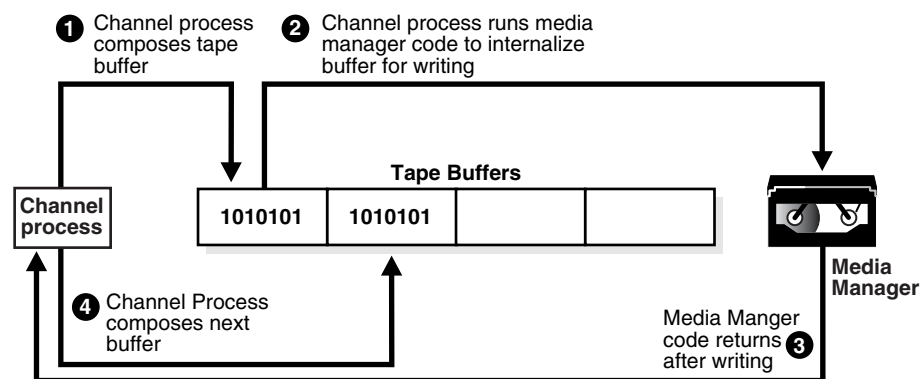 1 Channel process
composes tape
buffer
2 Channel process runs media
manager code to internalize
buffer for writing
Tape Buffers
Channel
process
1010101 1010101
Media
Manager
4 Channel Process
composes next
buffer
Media Manger
code returns 3
after writing